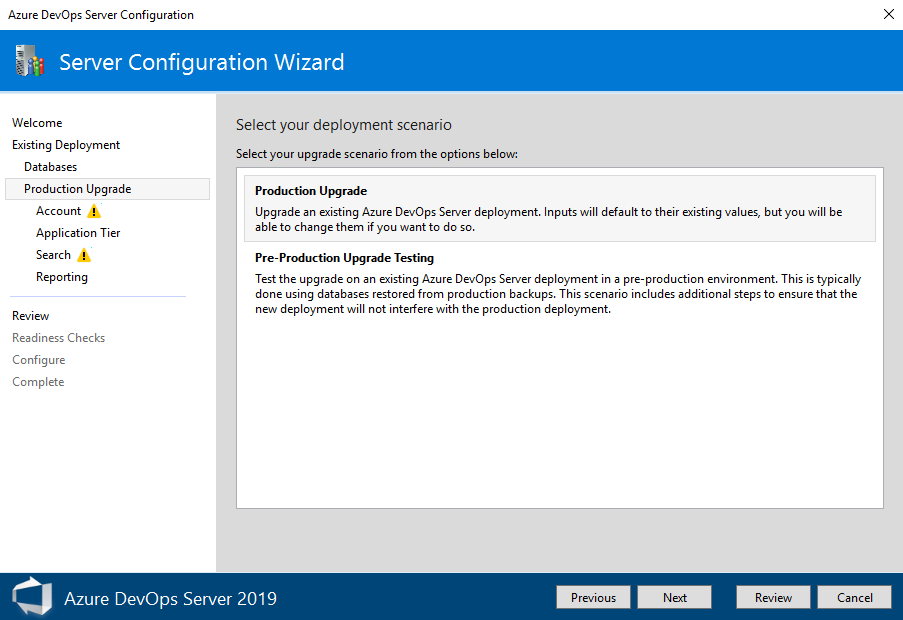 Azure DevOps Server Configuration
Server Configuration Wizard
Welcome
Existing Deployment
Databases
Production Upgrade
Account
Application Tier
Search
Reporting
Review
Readiness Checks
Configure
Complete
Select your deployment scenario
Select your upgrade scenario from the options below:
Production Upgrade
Upgrade an existing Azure DevOps Server deployment. Inputs will default to their existing values, but you will be
able to change them if you want to do so.
Pre-Production Upgrade Testing
Test the upgrade on an existing Azure DevOps Server deployment in a pre-production environment. This is typically
done using databases restored from production backups. This scenario includes additional steps to ensure that the
new deployment will not interfere with the production deployment.
Azure DevOps Server 2019
Previous
Next
Review
Cancel